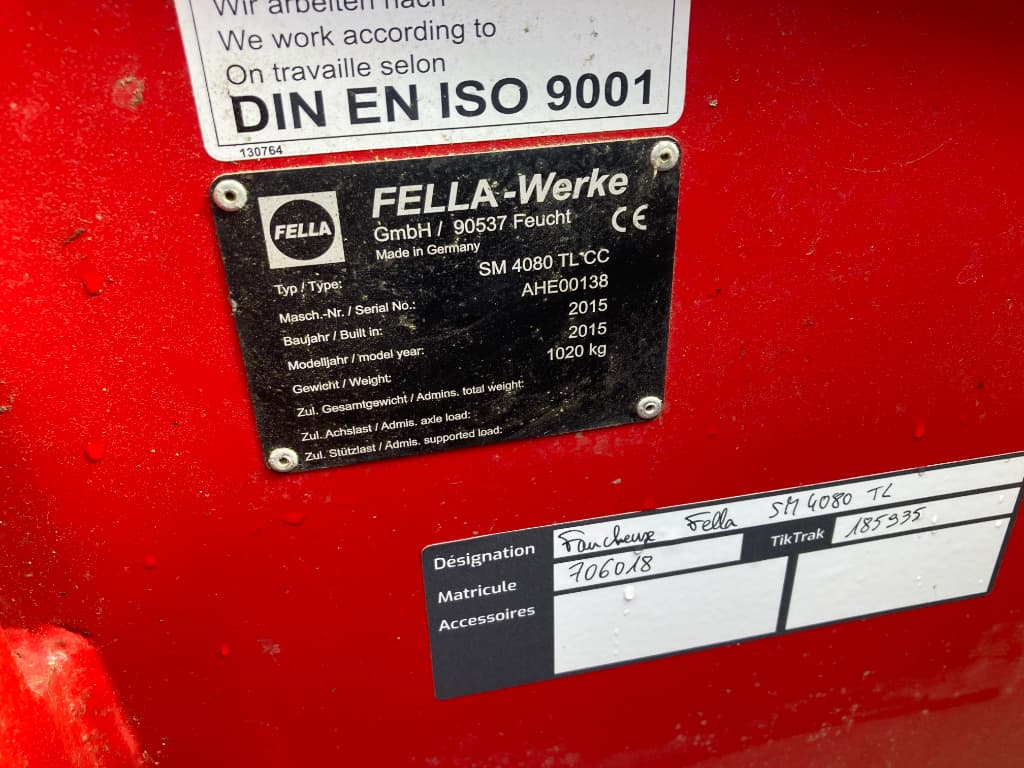 Wir arbeiten nach
We work according to
On travaille selon
DIN EN ISO 9001
130764
FELLA
FELLA-Werke
GmbH / 90537 Feucht
Made in Germany
CE
Typ / Type: SM 4080 TL CC
Masch.-Nr. / Serial No.: AHE00138
Baujahr / Built in: 2015
Modelljahr / model year: 2015
Gewicht / Weight: 1020 kg
Zul. Gesamtgewicht / Admins. total weight:
Zul. Achslast / Admis. axle load:
Zul. Stützlast / Admis. supported load:
Désignation Faucheuse Fella SM 4080 TL
Matricule 706018 TikTrak 185935
Accessoires